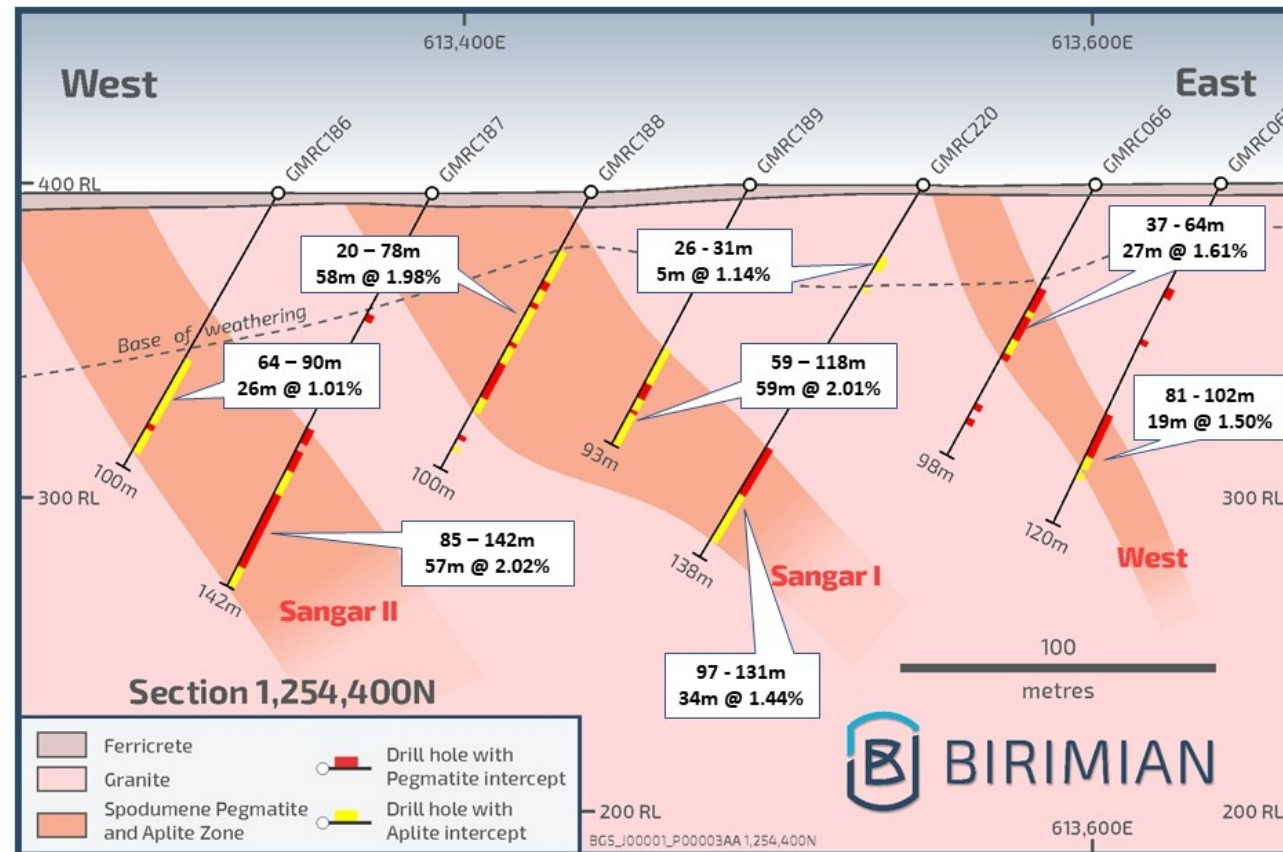 613,400E
613,600E
West
East
GMRC186
GMRC187
GMRC188
GMRC189
GMRC220
GMRC066
400 RL
20 – 78m
58m @ 1.98%
26 - 31m
5m @ 1.14%
37 - 64m
27m @ 1.61%
Base of weathering
64 – 90m
26m @ 1.01%
59 – 118m
59m @ 2.01%
81 - 102m
19m @ 1.50%
100m
100m
93m
98m
300 RL
300 RL
85 – 142m
57m @ 2.02%
120m
138m
142m
Sangar II
Sangar I
West
97 - 131m
34m @ 1.44%
100
metres
Section 1,254,400N
Ferricrete
Granite
Spodumene Pegmatite
and Aplite Zone
Drill hole with
Pegmatite intercept
Drill hole with
Aplite intercept
BIRIMIAN
200 RL
200 RL
613,600E
BGS_J00001_P00003AA 1,254,400N